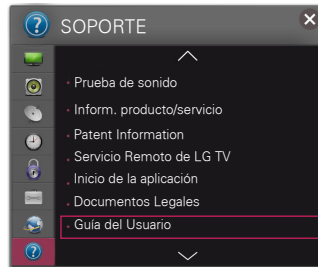 SOPORTE
Prueba de sonido
Inform. producto/servicio
Patent Information
Servicio Remoto de LG TV
Inicio de la aplicación
Documentos Legales
Guía del Usuario